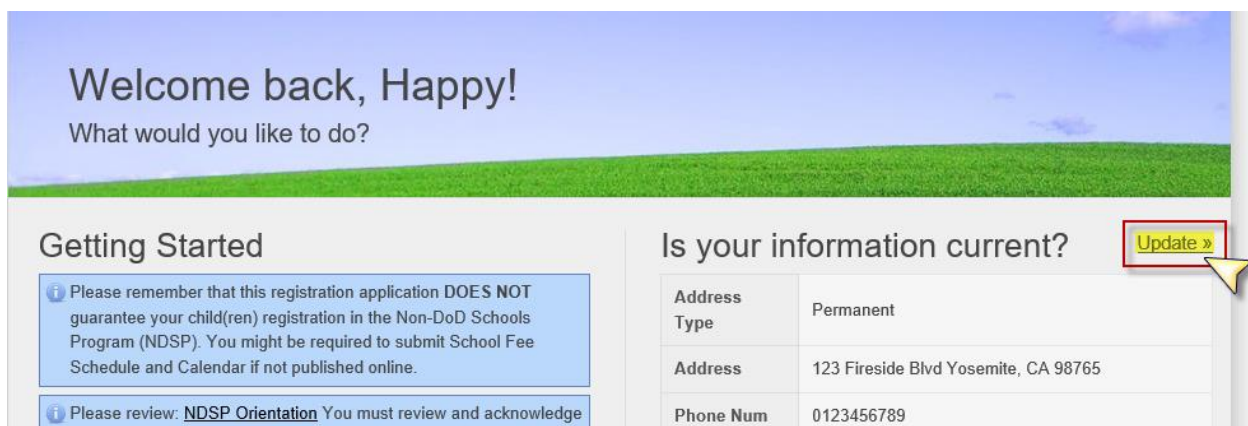 Welcome back, Happy!
What would you like to do?
Getting Started
Please remember that this registration application DOES NOT
guarantee your child(ren) registration in the Non-DoD Schools
Program (NDSP). You might be required to submit School Fee
Schedule and Calendar if not published online.
Please review: NDSP Orientation You must review and acknowledge
Is your information current?
Update »
Address
Type
Permanent
Address
123 Fireside Blvd Yosemite, CA 98765
Phone Num
0123456789